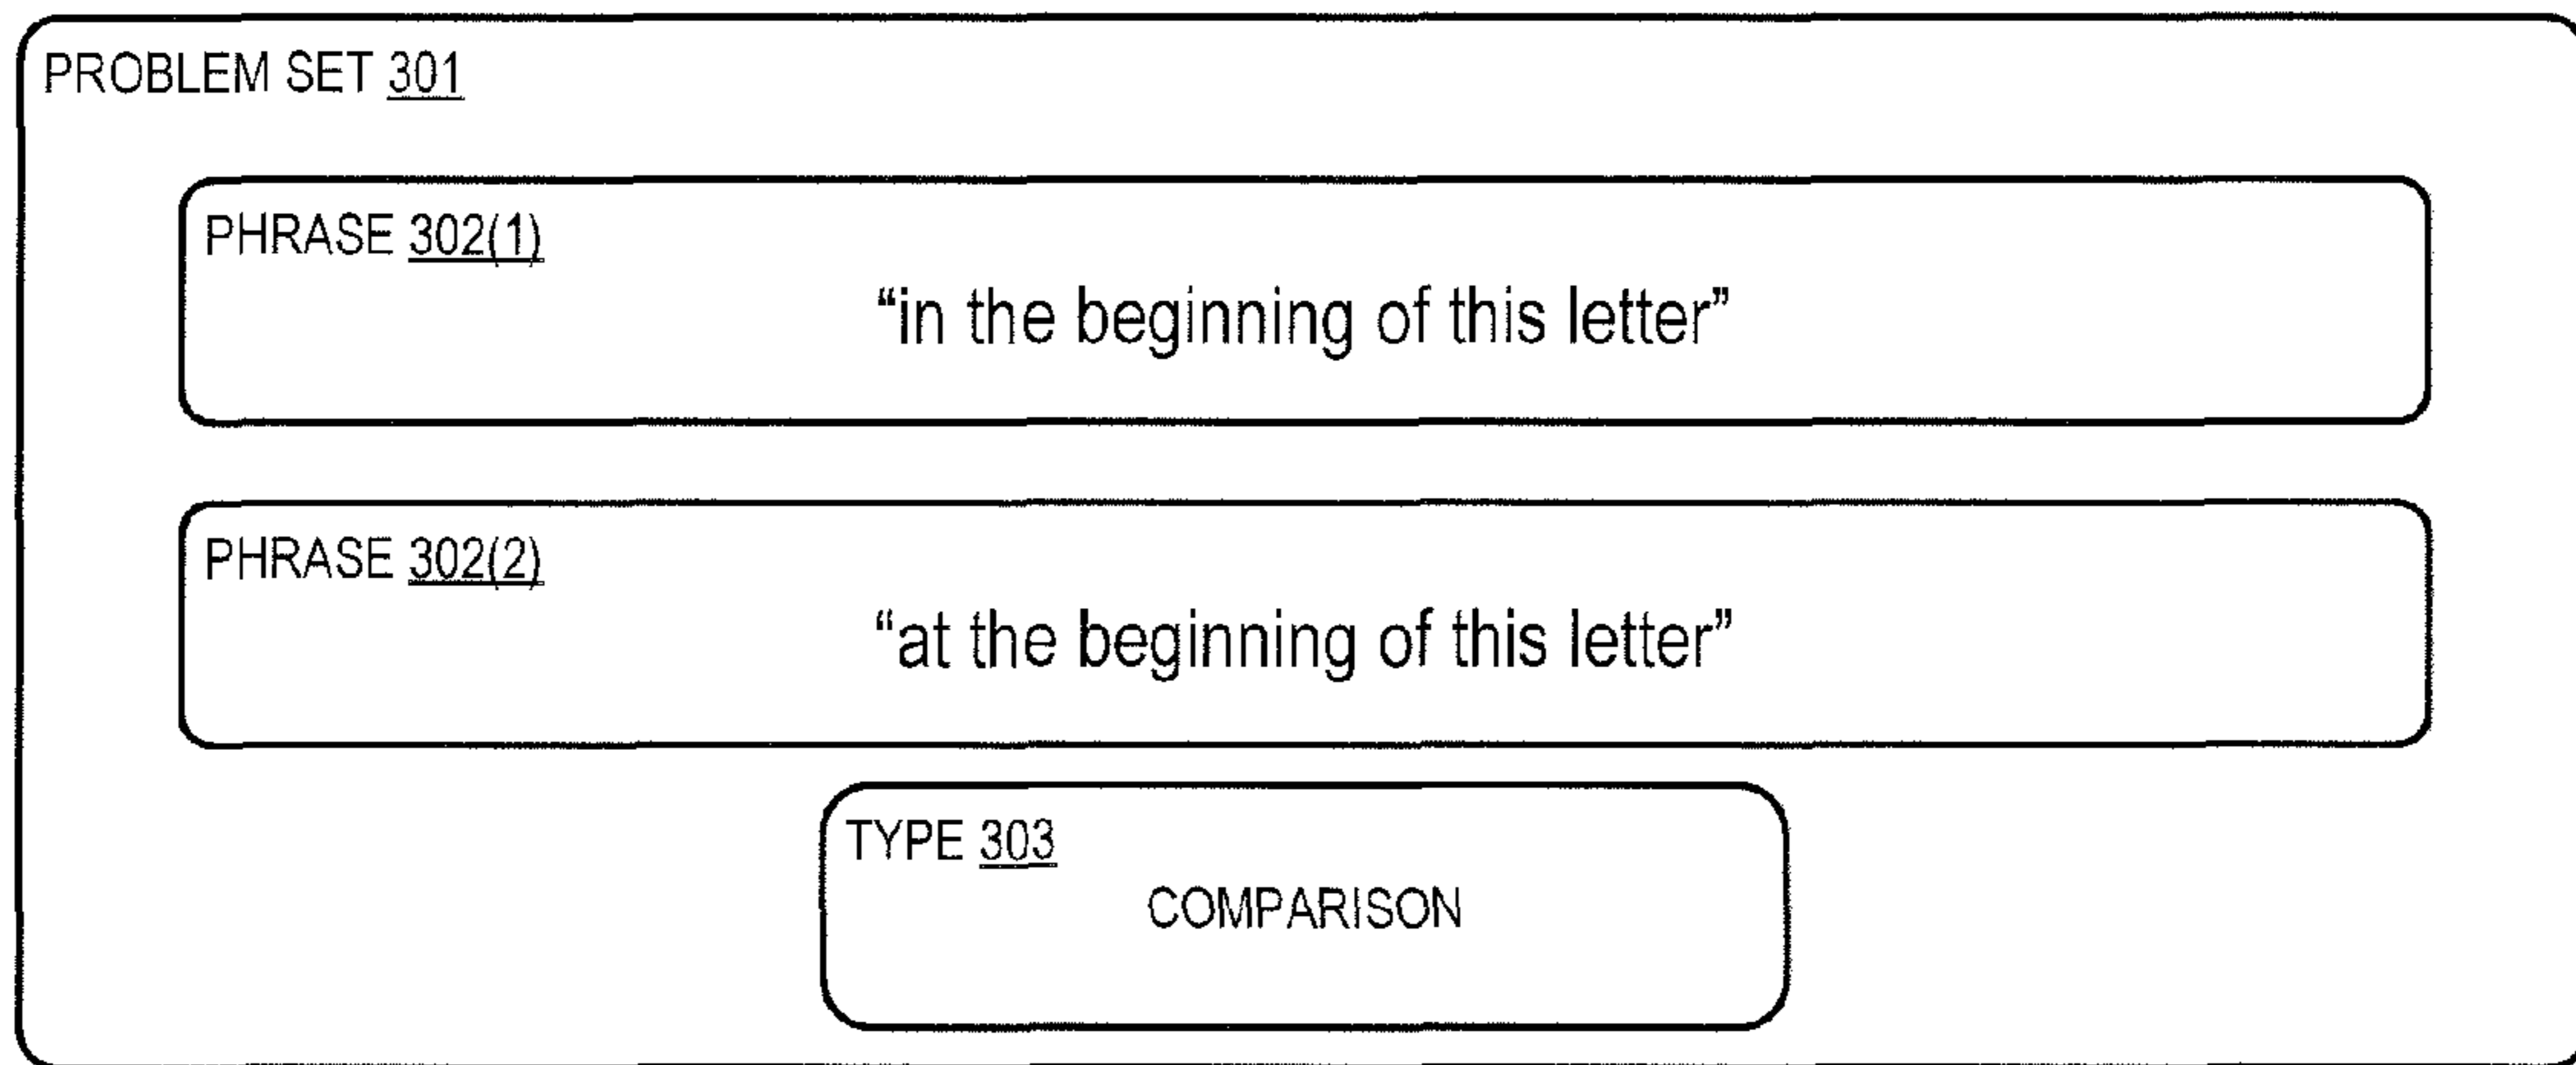 PROBLEM SET 301
PHRASE 302(1)
“in the beginning of this letter”
PHRASE 302(2)
“at the beginning of this letter”
TYPE 303
COMPARISON